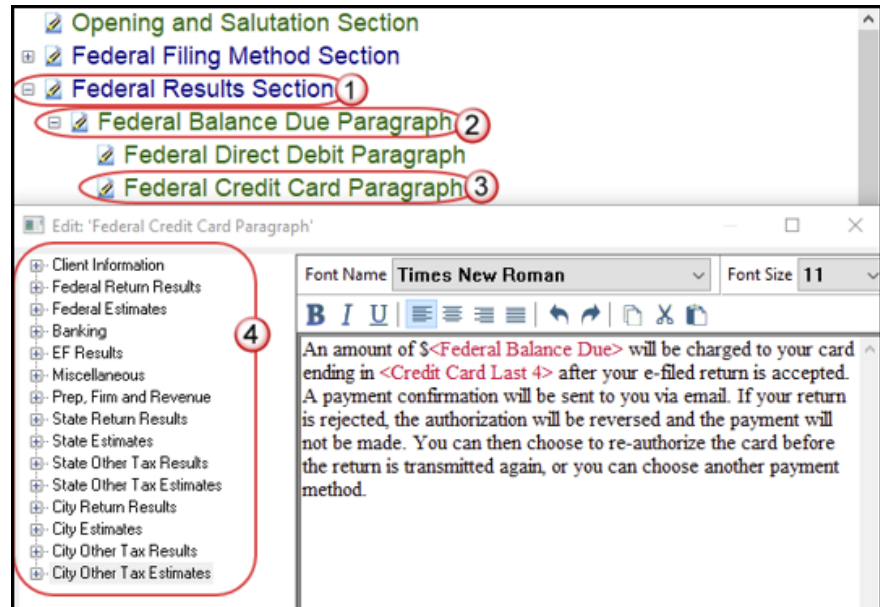 Opening and Salutation Section
Federal Filing Method Section
Federal Results Section 1
Federal Balance Due Paragraph 2
Federal Direct Debit Paragraph
Federal Credit Card Paragraph 3
Edit: 'Federal Credit Card Paragraph'
Client Information
Federal Return Results
Federal Estimates
Banking
EF Results
Miscellaneous
Prep, Firm and Revenue
State Return Results
State Estimates
State Other Tax Results
State Other Tax Estimates
City Return Results
City Estimates
City Other Tax Results
City Other Tax Estimates
4
Font Name Times New Roman Font Size 11
B I U
An amount of $<Federal Balance Due> will be charged to your card
ending in <Credit Card Last 4> after your e-filed return is accepted.
A payment confirmation will be sent to you via email. If your return
is rejected, the authorization will be reversed and the payment will
not be made. You can then choose to re-authorize the card before
the return is transmitted again, or you can choose another payment
method.